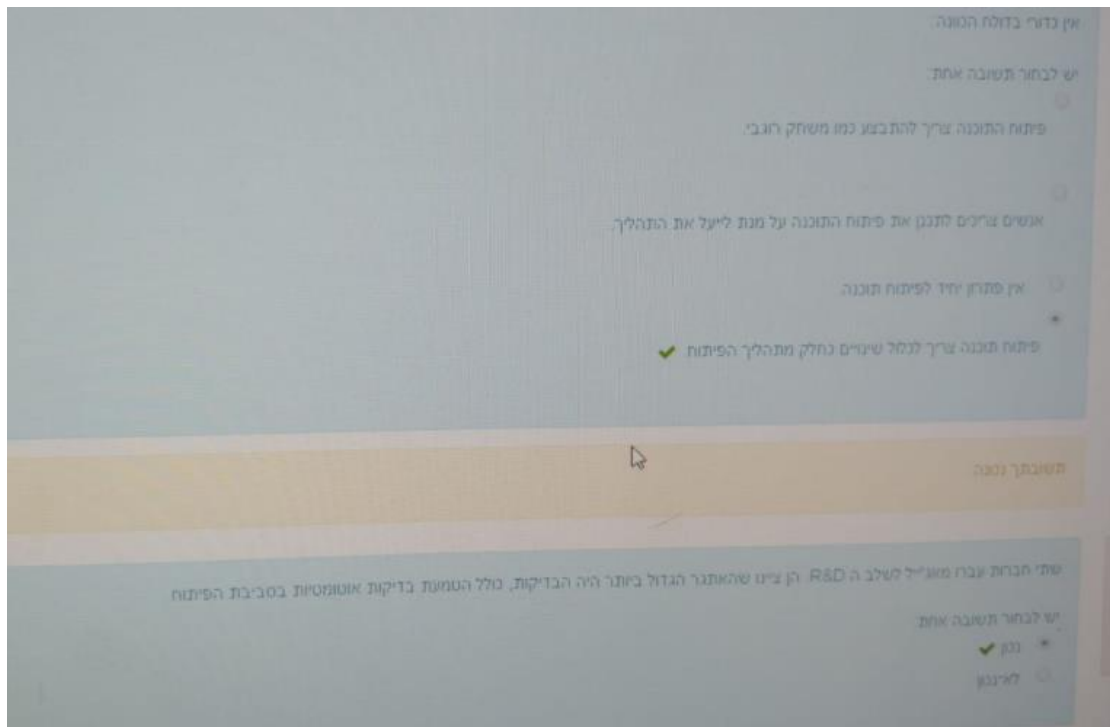 אין כדורי בדולח הכוונה:
יש לבחור תשובה אחת:
פיתוח התוכנה צריך להתבצע כמו משחק רוגבי.
אנשים צריכים לתכנן את פיתוח התוכנה על מנת לייעל את התהליך.
אין פתרון יחיד לפיתוח תוכנה
פיתוח תוכנה צריך לכלול שינויים כחלק מתהליך הפיתוח.
תשובתך נכונה
שתי חברות עברו מאג'ייל לשלב ה R&D. הן ציינו שהאתגר הגדול ביותר היה הבדיקות, כולל הטמעת בדיקות אוטומטיות בסביבת הפיתוח
יש לבחור תשובה אחת:
נכון
לא נכון